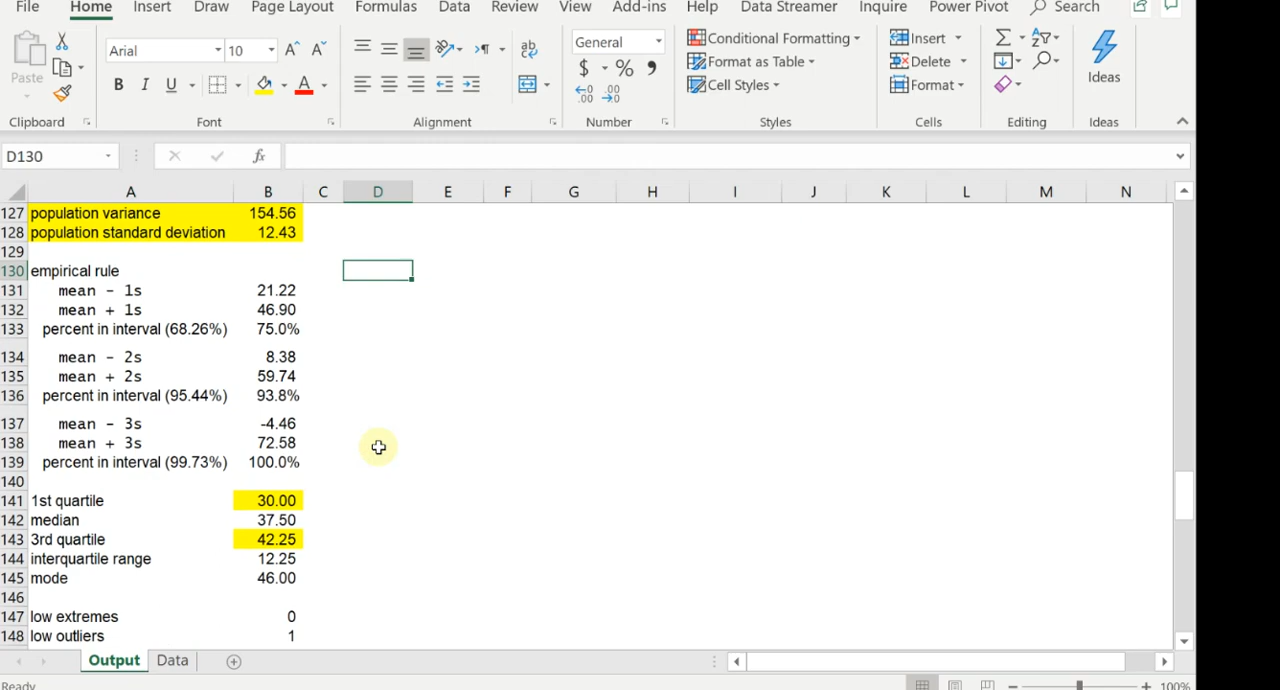 File Home Insert Draw Page Layout Formulas Data Review View Add-ins Help Data Streamer Inquire Power Pivot Search
Paste
Arial 10
B I U
General
$ % 9
Conditional Formatting
Format as Table
Cell Styles
Insert
Delete
Format
Ideas
Clipboard Font Alignment Number Styles Cells Editing Ideas
D130 fx
A B C D E F G H I J K L M N
127 population variance 154.56
128 population standard deviation 12.43
129
130 empirical rule
131 mean - 1s 21.22
132 mean + 1s 46.90
133 percent in interval (68.26%) 75.0%
134 mean - 2s 8.38
135 mean + 2s 59.74
136 percent in interval (95.44%) 93.8%
137 mean - 3s -4.46
138 mean + 3s 72.58
139 percent in interval (99.73%) 100.0%
140
141 1st quartile 30.00
142 median 37.50
143 3rd quartile 42.25
144 interquartile range 12.25
145 mode 46.00
146
147 low extremes 0
148 low outliers 1
Output Data
Ready 100%